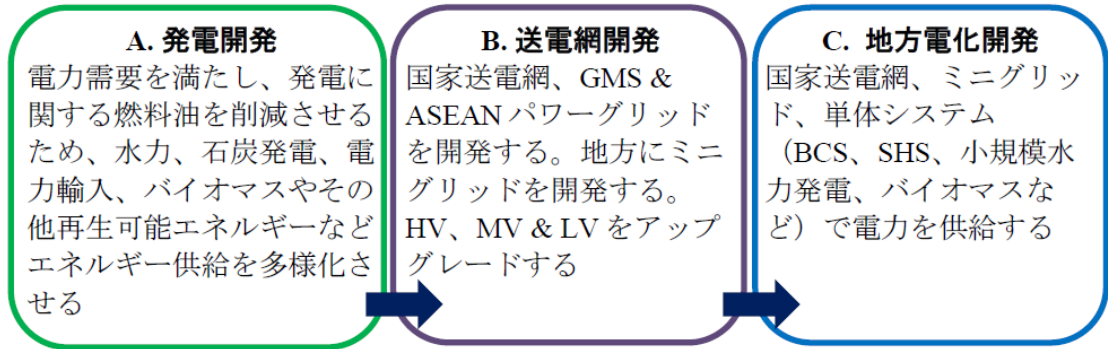 A. 発電開発
電力需要を満たし、発電に
関する燃料油を削減させる
ため、水力、石炭発電、電
力輸入、バイオマスやその
他再生可能エネルギーなど
エネルギー供給を多様化さ
せる
B. 送電網開発
国家送電網、GMS &
ASEAN パワーグリッド
を開発する。地方にミニ
グリッドを開発する。
HV、MV & LV をアップ
グレードする
C. 地方電化開発
国家送電網、ミニグリッ
ド、単体システム
（BCS、SHS、小規模水
力発電、バイオマスな
ど）で電力を供給する